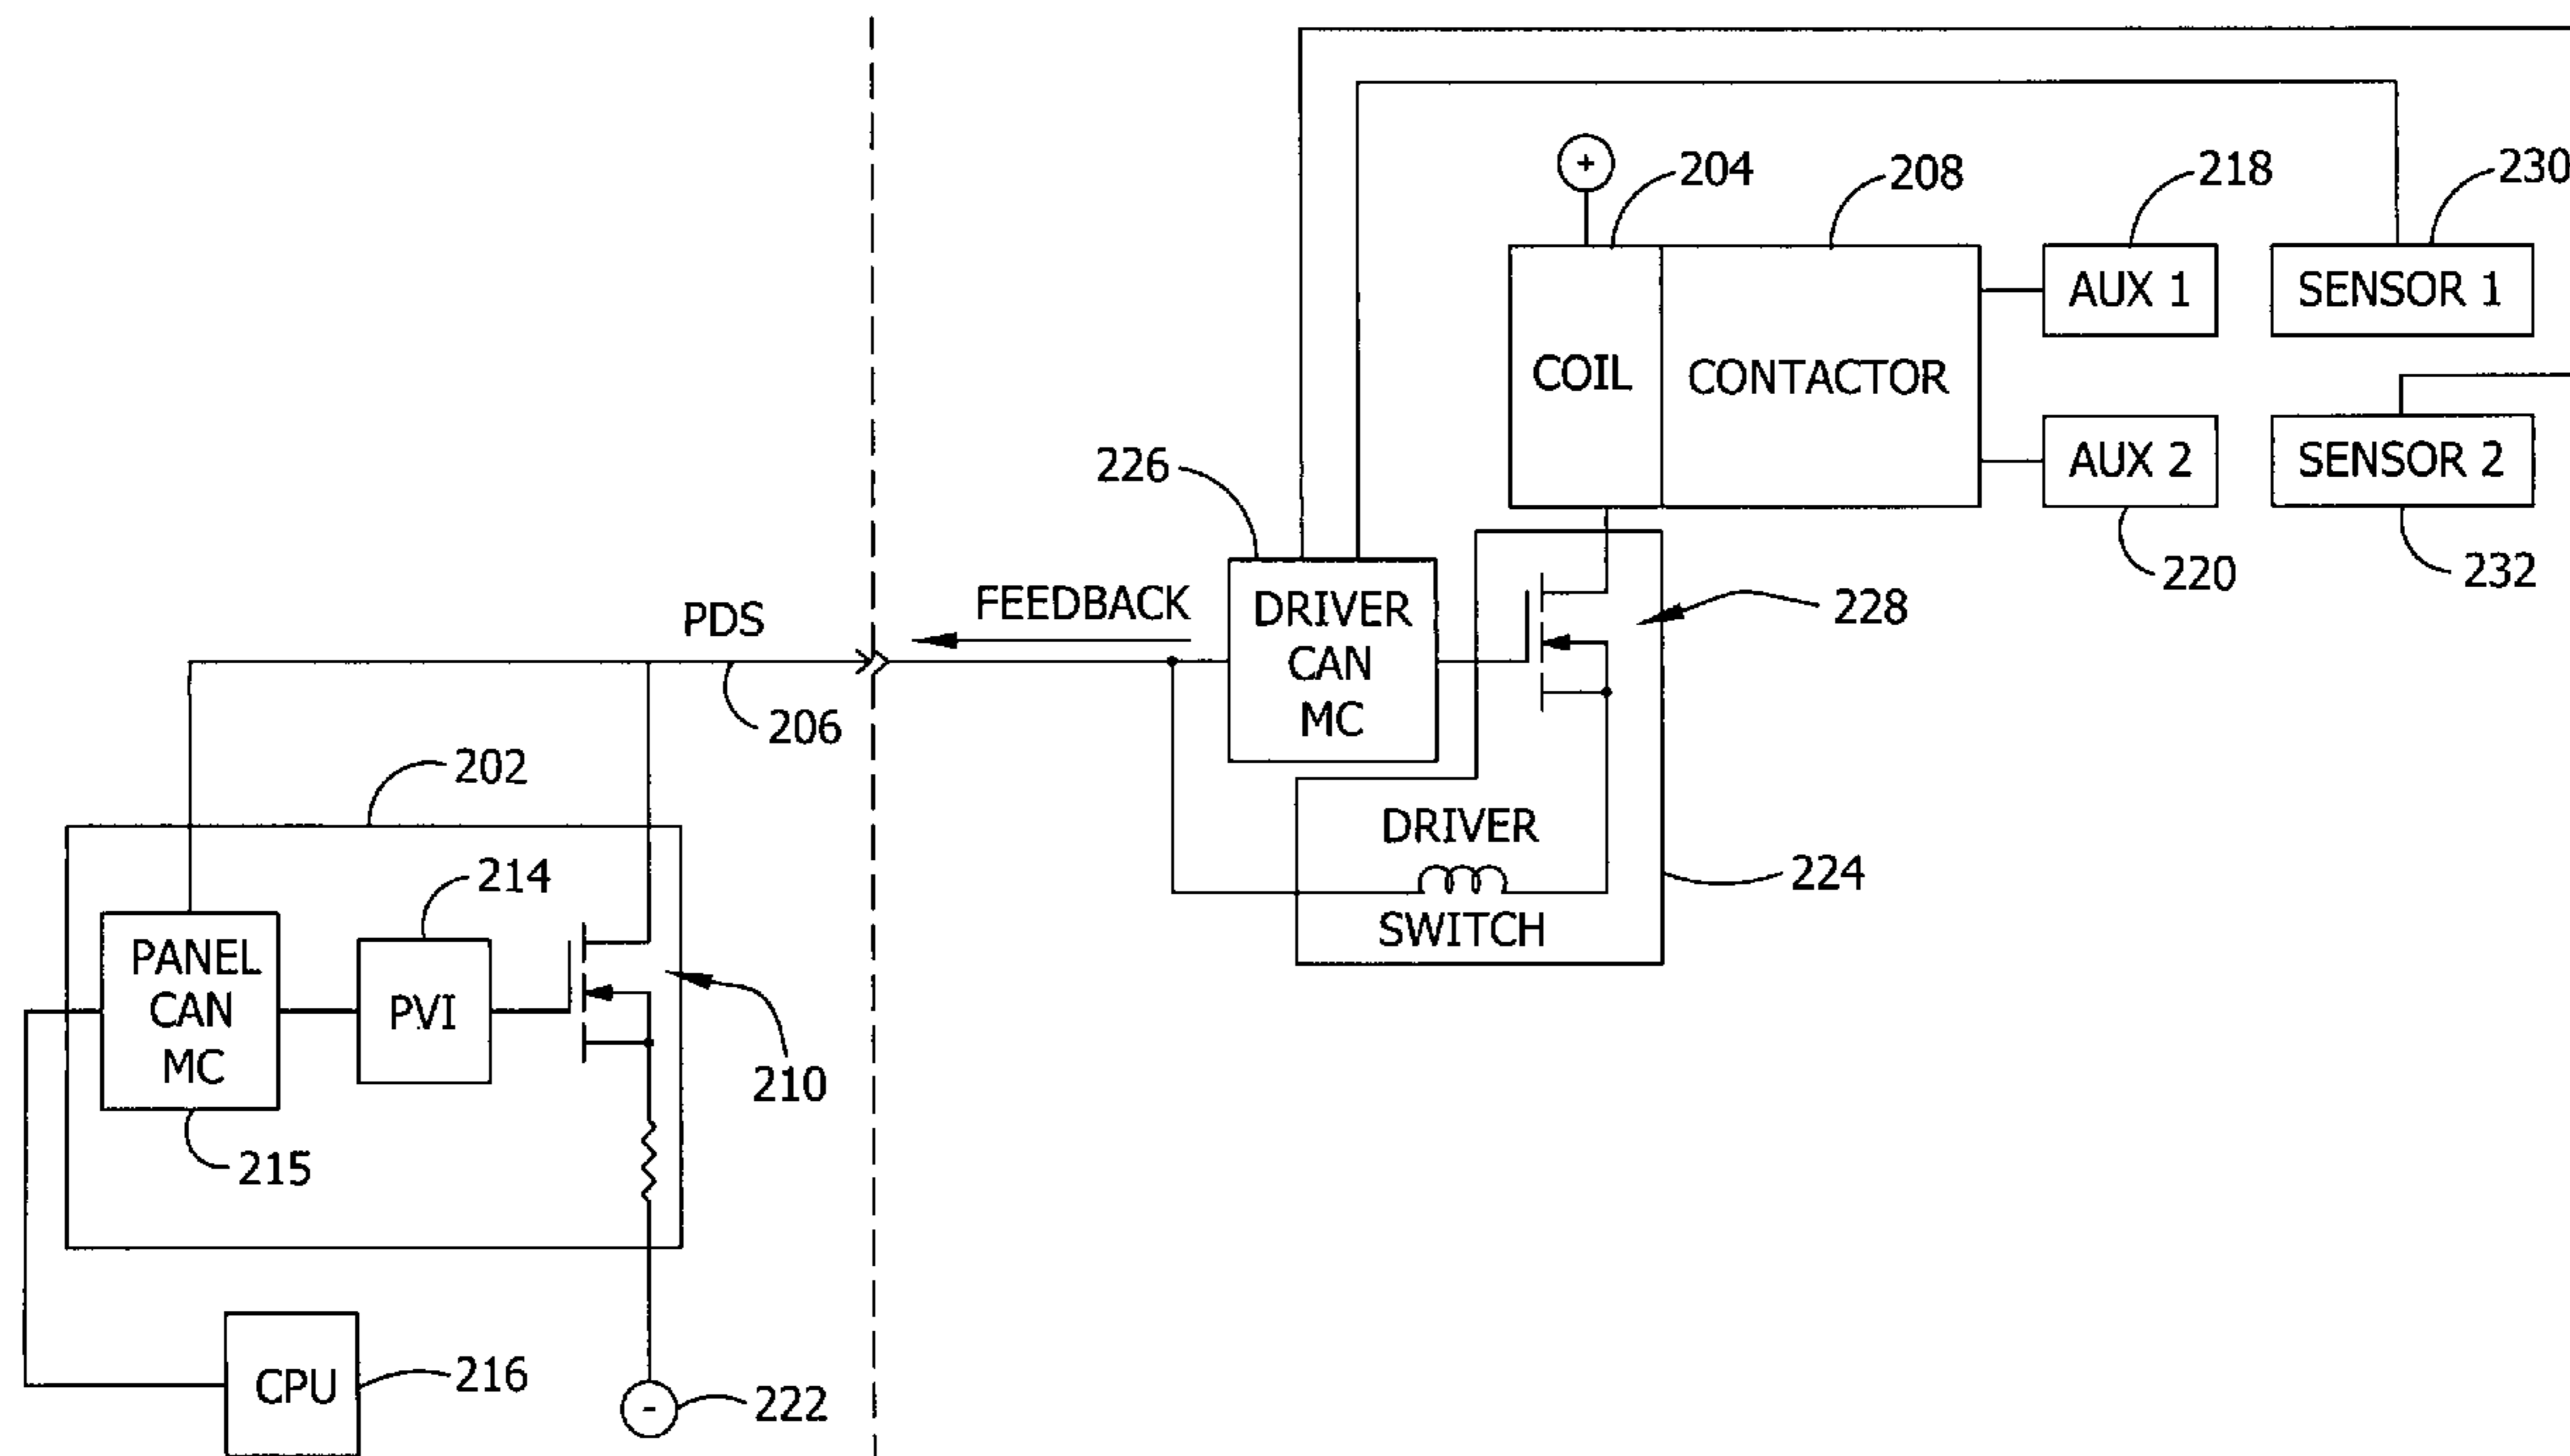 +
204
208
218
230
AUX 1
SENSOR 1
COIL
CONTACTOR
226
AUX 2
SENSOR 2
220
232
FEEDBACK
DRIVER
CAN
MC
228
PDS
206
202
DRIVER
SWITCH
224
214
PANEL
CAN
MC
PVI
210
215
CPU
216
-
222